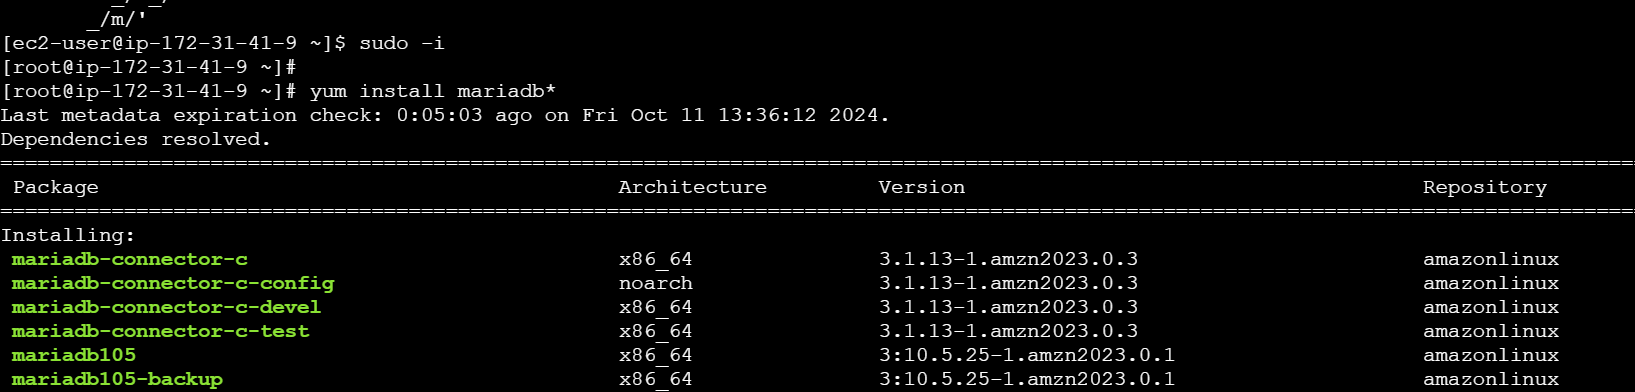 _/m/'
[ec2-user@ip-172-31-41-9 ~]$ sudo -i
[root@ip-172-31-41-9 ~]#
[root@ip-172-31-41-9 ~]# yum install mariadb*
Last metadata expiration check: 0:05:03 ago on Fri Oct 11 13:36:12 2024.
Dependencies resolved.
Package Architecture Version Repository
Installing:
mariadb-connector-c x86_64 3.1.13-1.amzn2023.0.3 amazonlinux
mariadb-connector-c-config noarch 3.1.13-1.amzn2023.0.3 amazonlinux
mariadb-connector-c-devel x86_64 3.1.13-1.amzn2023.0.3 amazonlinux
mariadb-connector-c-test x86_64 3.1.13-1.amzn2023.0.3 amazonlinux
mariadb105 x86_64 3:10.5.25-1.amzn2023.0.1 amazonlinux
mariadb105-backup x86_64 3:10.5.25-1.amzn2023.0.1 amazonlinux